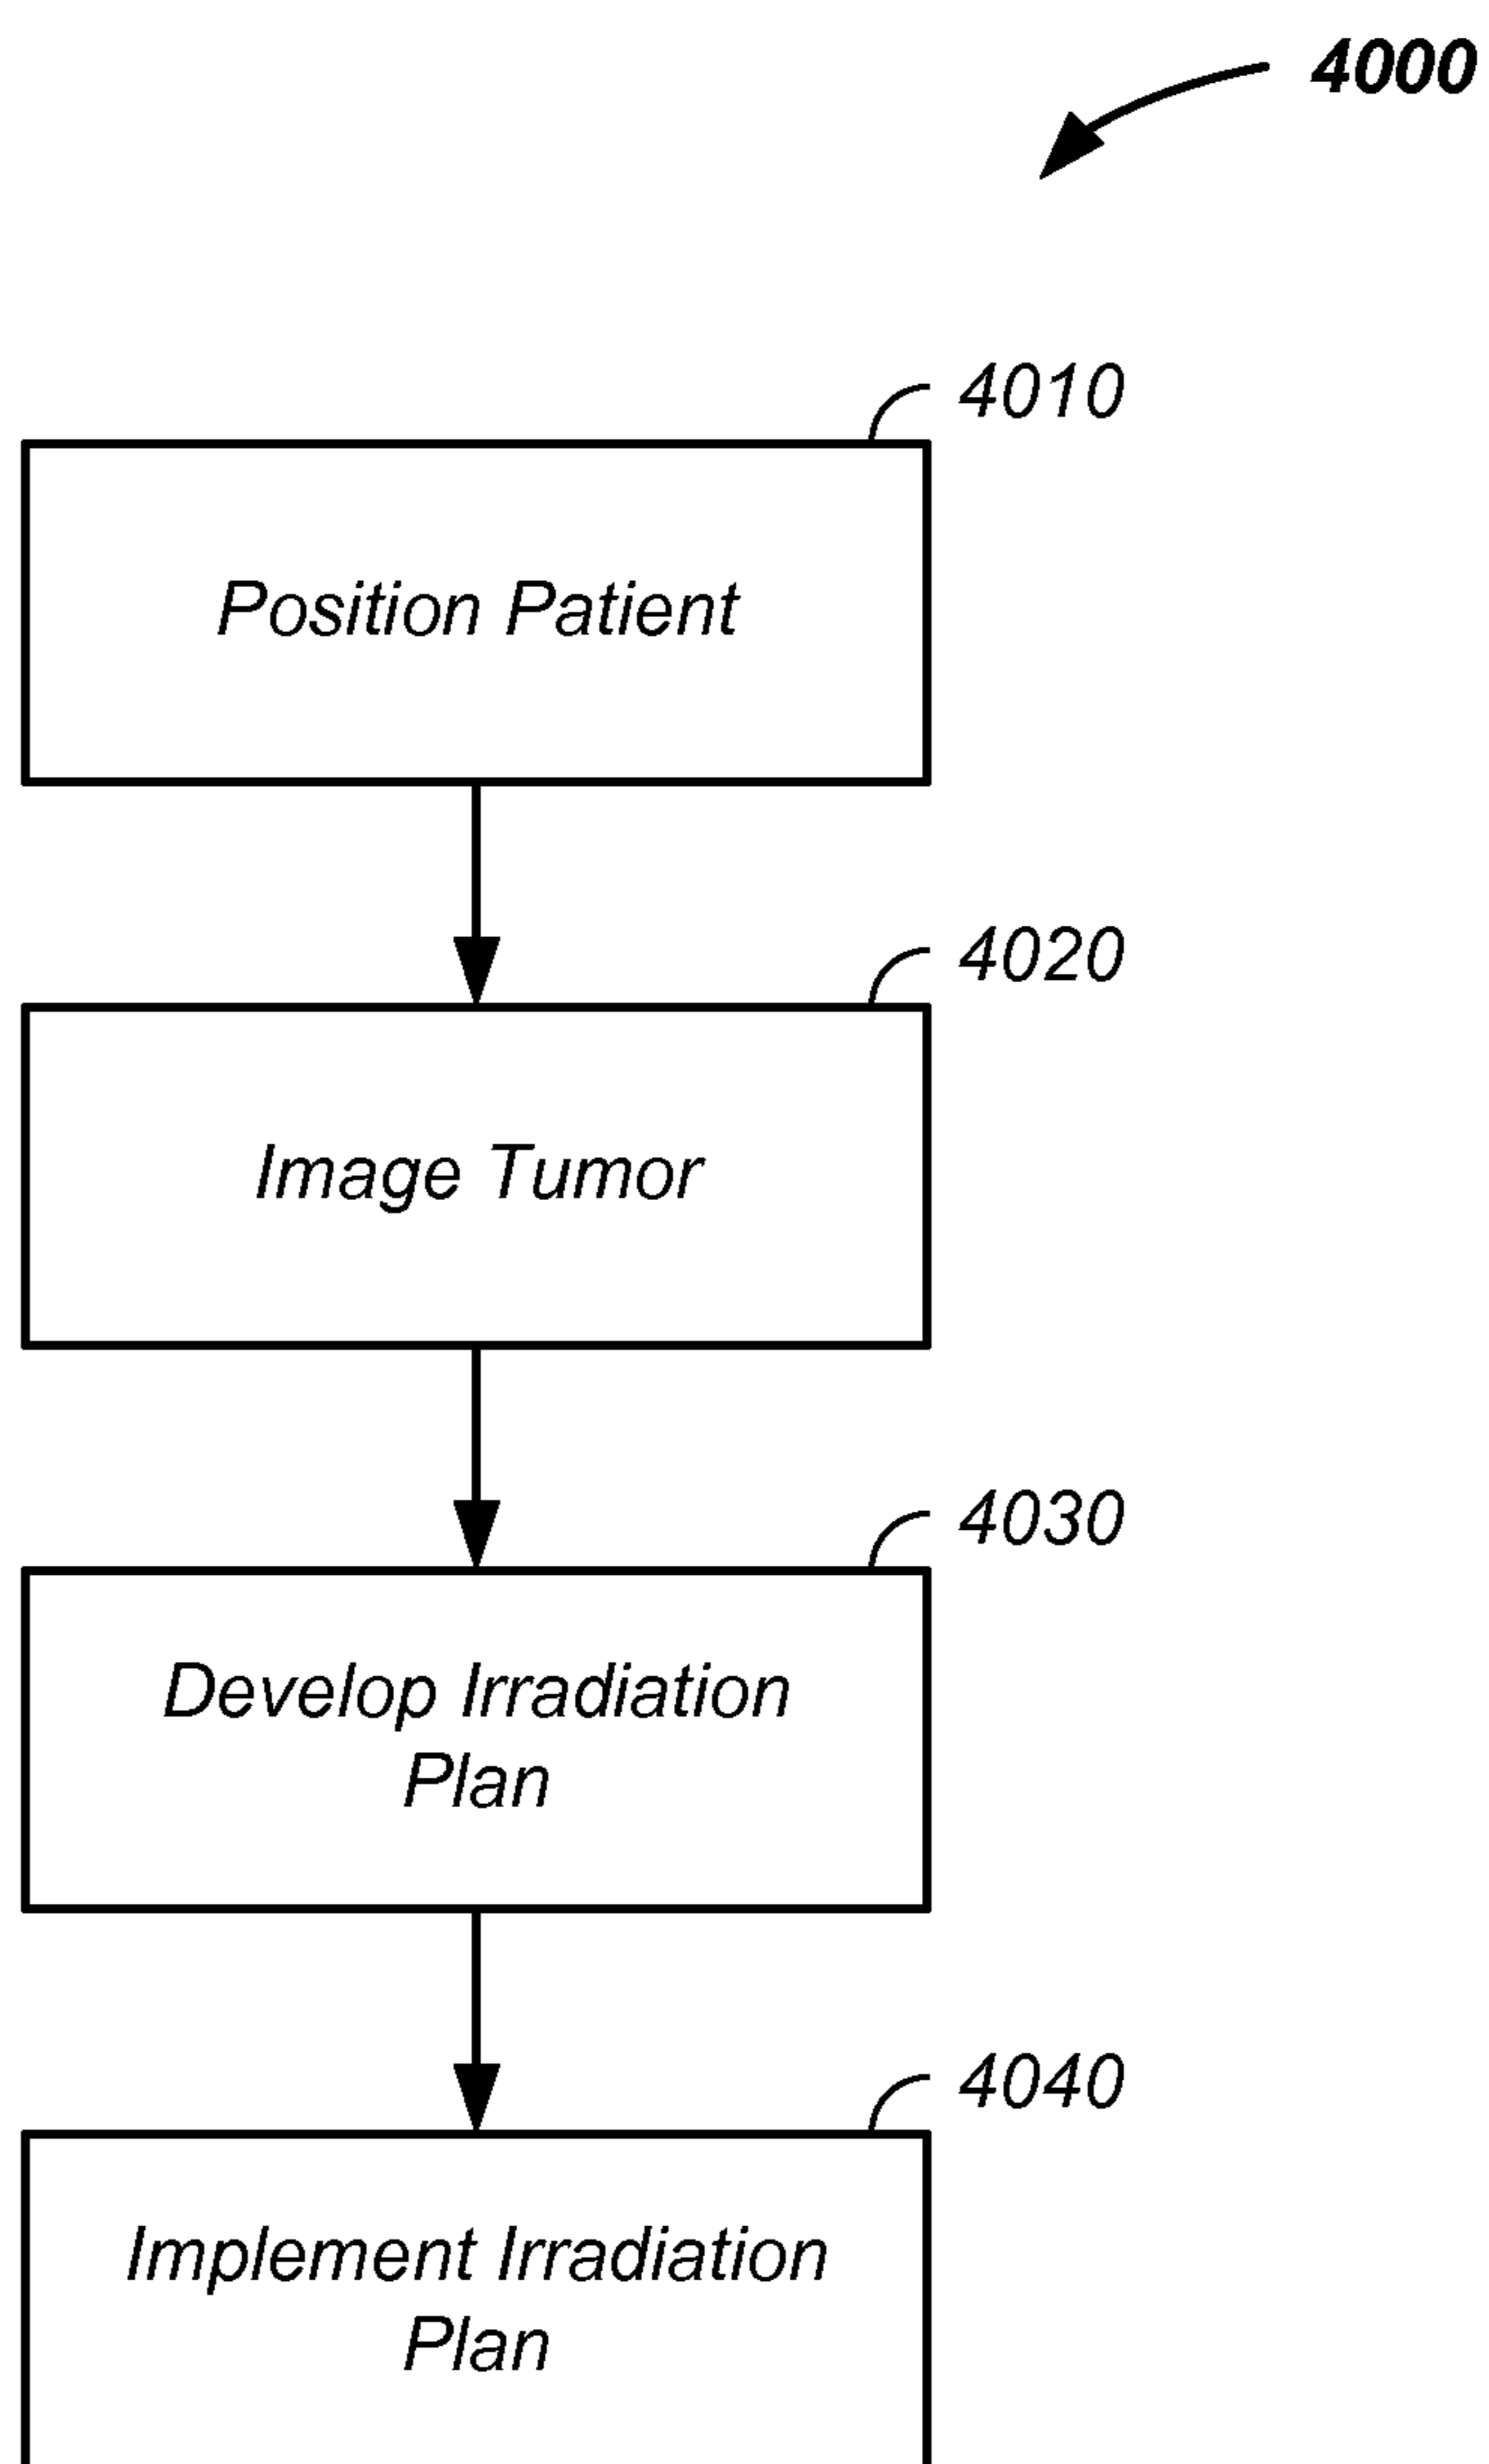 4000
4010
Position Patient
4020
Image Tumor
4030
Develop Irradiation
Plan
4040
Implement Irradiation
Plan